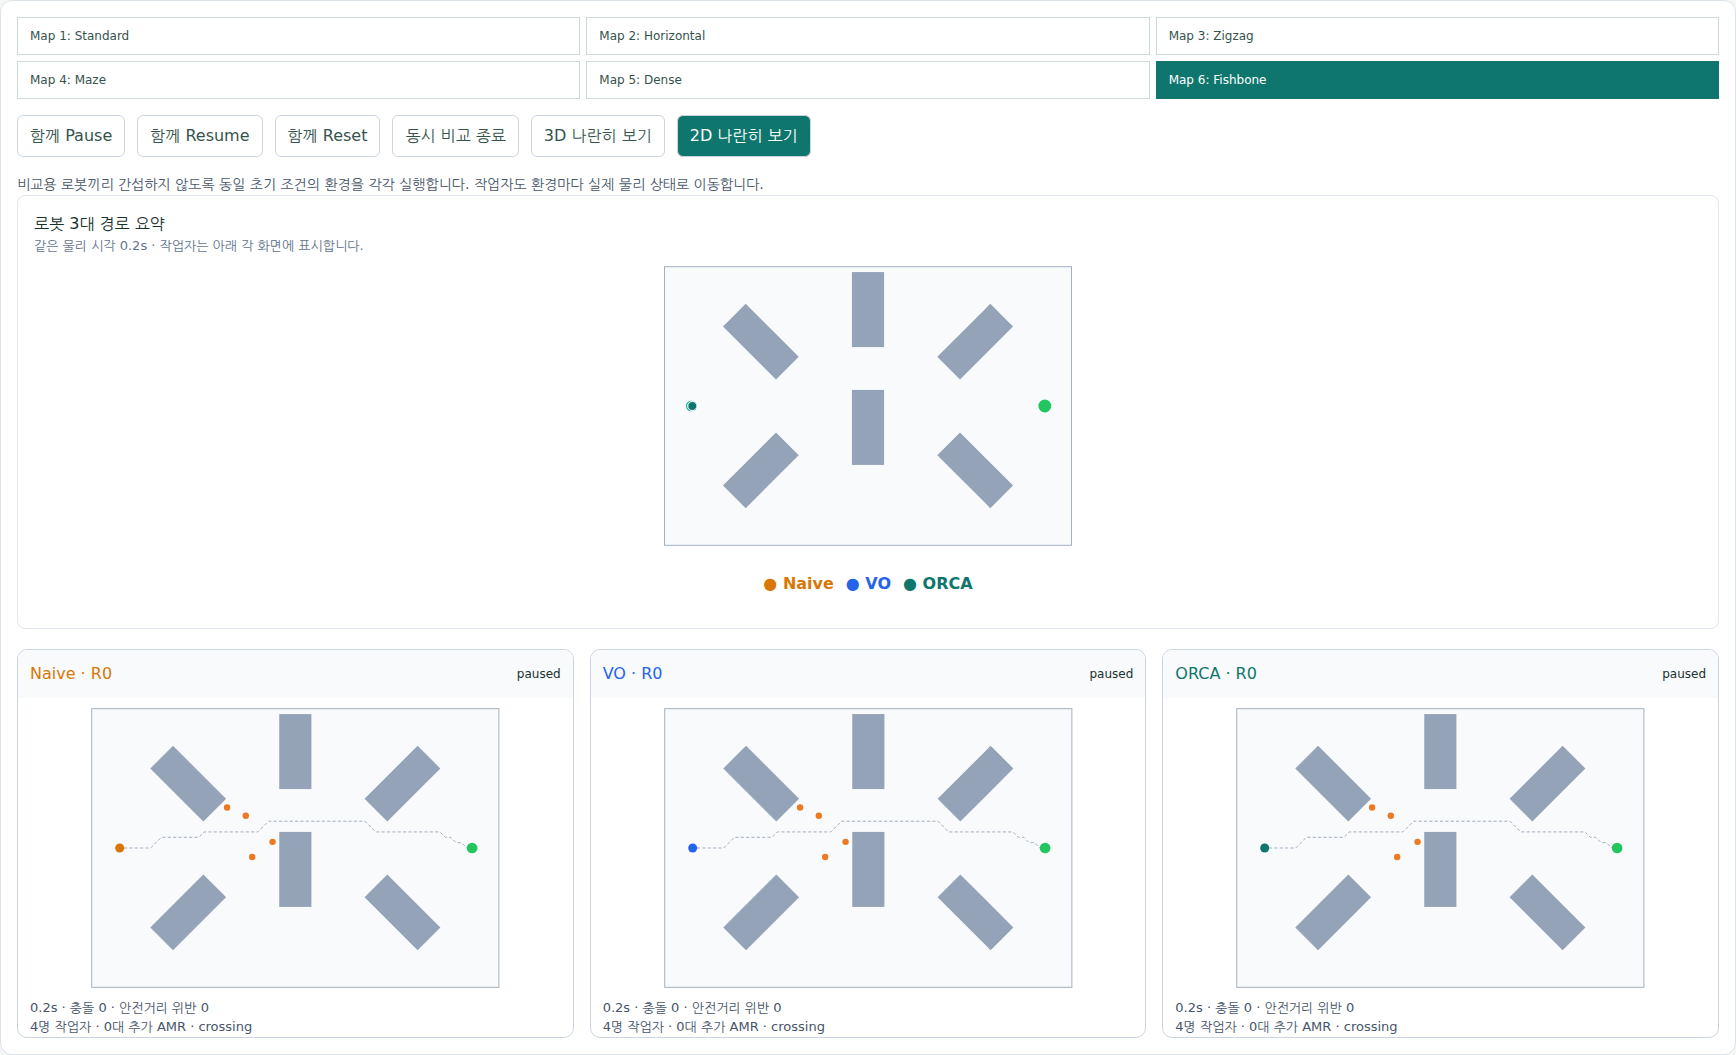 Map 1: Standard
Map 2: Horizontal
Map 3: Zigzag
Map 4: Maze
Map 5: Dense
Map 6: Fishbone
함께 Pause
함께 Resume
함께 Reset
동시 비교 종료
3D 나란히 보기
2D 나란히 보기
비교용 로봇끼리 간섭하지 않도록 동일 초기 조건의 환경을 각각 실행합니다. 작업자도 환경마다 실제 물리 상태로 이동합니다.
로봇 3대 경로 요약
같은 물리 시각 0.2s · 작업자는 아래 각 화면에 표시합니다.
Naive
VO
ORCA
Naive · R0
paused
0.2s · 충돌 0 · 안전거리 위반 0
4명 작업자 · 0대 추가 AMR · crossing
VO · R0
paused
0.2s · 충돌 0 · 안전거리 위반 0
4명 작업자 · 0대 추가 AMR · crossing
ORCA · R0
paused
0.2s · 충돌 0 · 안전거리 위반 0
4명 작업자 · 0대 추가 AMR · crossing